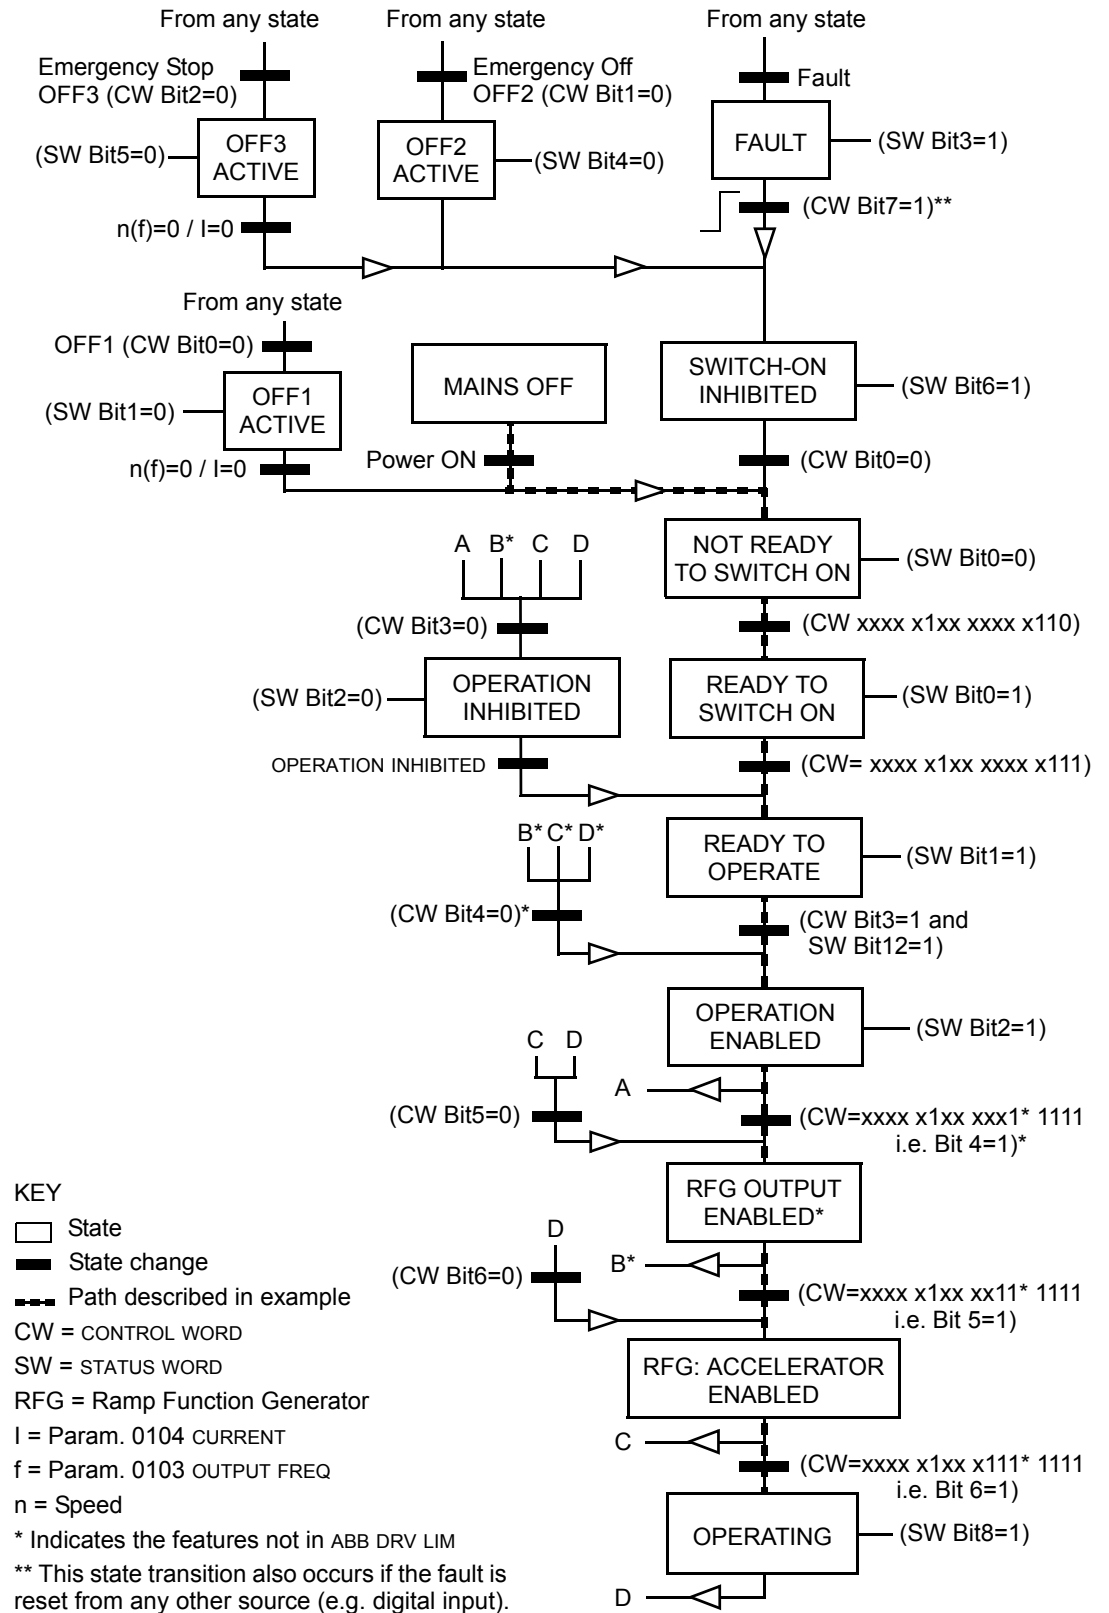 From any state
From any state
From any state
Emergency Stop
OFF3 (CW Bit2=0)
Emergency Off
OFF2 (CW Bit1=0)
Fault
(SW Bit5=0)
OFF3
ACTIVE
OFF2
ACTIVE
(SW Bit4=0)
FAULT
(SW Bit3=1)
n(f)=0 / I=0
(CW Bit7=1)**
From any state
OFF1 (CW Bit0=0)
(SW Bit1=0)
OFF1
ACTIVE
MAINS OFF
SWITCH-ON
INHIBITED
(SW Bit6=1)
n(f)=0 / I=0
Power ON
(CW Bit0=0)
A B* C D
NOT READY
TO SWITCH ON
(SW Bit0=0)
(CW Bit3=0)
(CW xxxx x1xx xxxx x110)
(SW Bit2=0)
OPERATION
INHIBITED
READY TO
SWITCH ON
(SW Bit0=1)
OPERATION INHIBITED
(CW= xxxx x1xx xxxx x111)
B* C* D*
READY TO
OPERATE
(SW Bit1=1)
(CW Bit4=0)*
(CW Bit3=1 and
SW Bit12=1)
OPERATION
ENABLED
(SW Bit2=1)
C D
A
(CW Bit5=0)
(CW=xxxx x1xx xxx1* 1111
i.e. Bit 4=1)*
RFG OUTPUT
ENABLED*
D
B*
(CW Bit6=0)
(CW=xxxx x1xx xx11* 1111
i.e. Bit 5=1)
RFG: ACCELERATOR
ENABLED
C
(CW=xxxx x1xx x111* 1111
i.e. Bit 6=1)
OPERATING
(SW Bit8=1)
D
KEY
State
State change
Path described in example
CW = CONTROL WORD
SW = STATUS WORD
RFG = Ramp Function Generator
I = Param. 0104 CURRENT
f = Param. 0103 OUTPUT FREQ
n = Speed
* Indicates the features not in ABB DRV LIM
** This state transition also occurs if the fault is
reset from any other source (e.g. digital input).